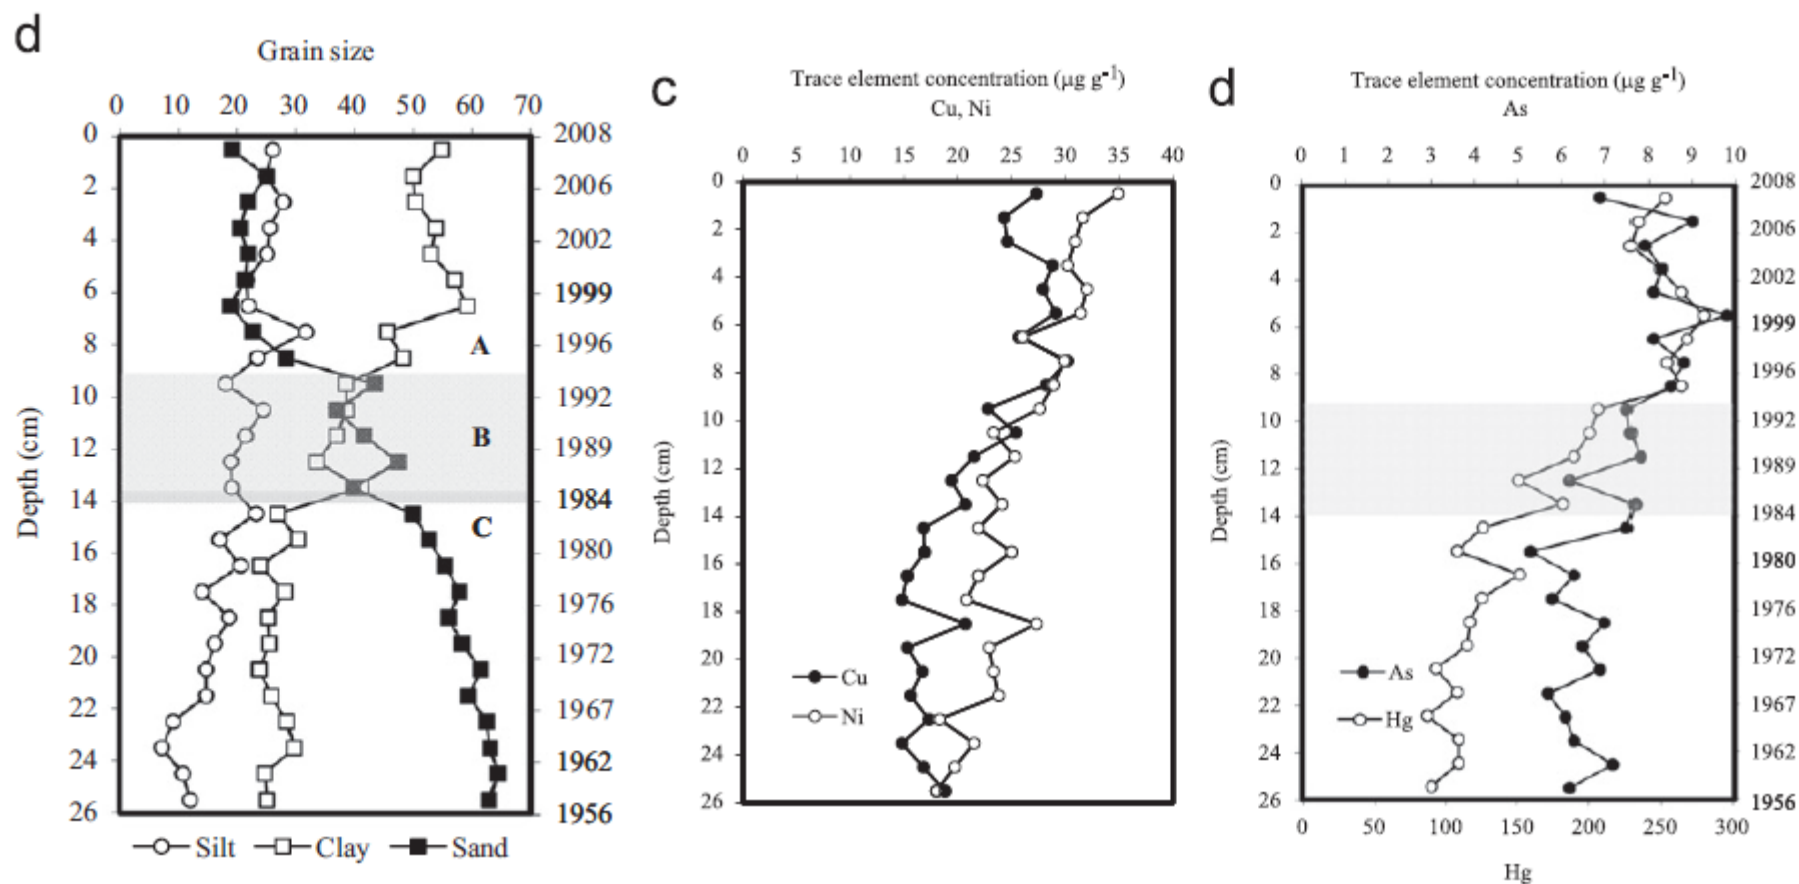 d
Grain size
0 10 20 30 40 50 60 70
0 2008
2 2006
4 2002
6 1999
8 1996
10 1992
12 1989
14 1984
16 1980
18 1976
20 1972
22 1967
24 1962
26 1956
A
B
C
Depth (cm)
Silt Clay Sand
c
Trace element concentration (µg g-1)
Cu, Ni
0 5 10 15 20 25 30 35 40
0
2
4
6
8
10
12
14
16
18
20
22
24
26
Depth (cm)
Cu
Ni
d
Trace element concentration (µg g-1)
As
0 1 2 3 4 5 6 7 8 9 10
0 2008
2 2006
4 2002
6 1999
8 1996
10 1992
12 1989
14 1984
16 1980
18 1976
20 1972
22 1967
24 1962
26 1956
Depth (cm)
As
Hg
0 50 100 150 200 250 300
Hg